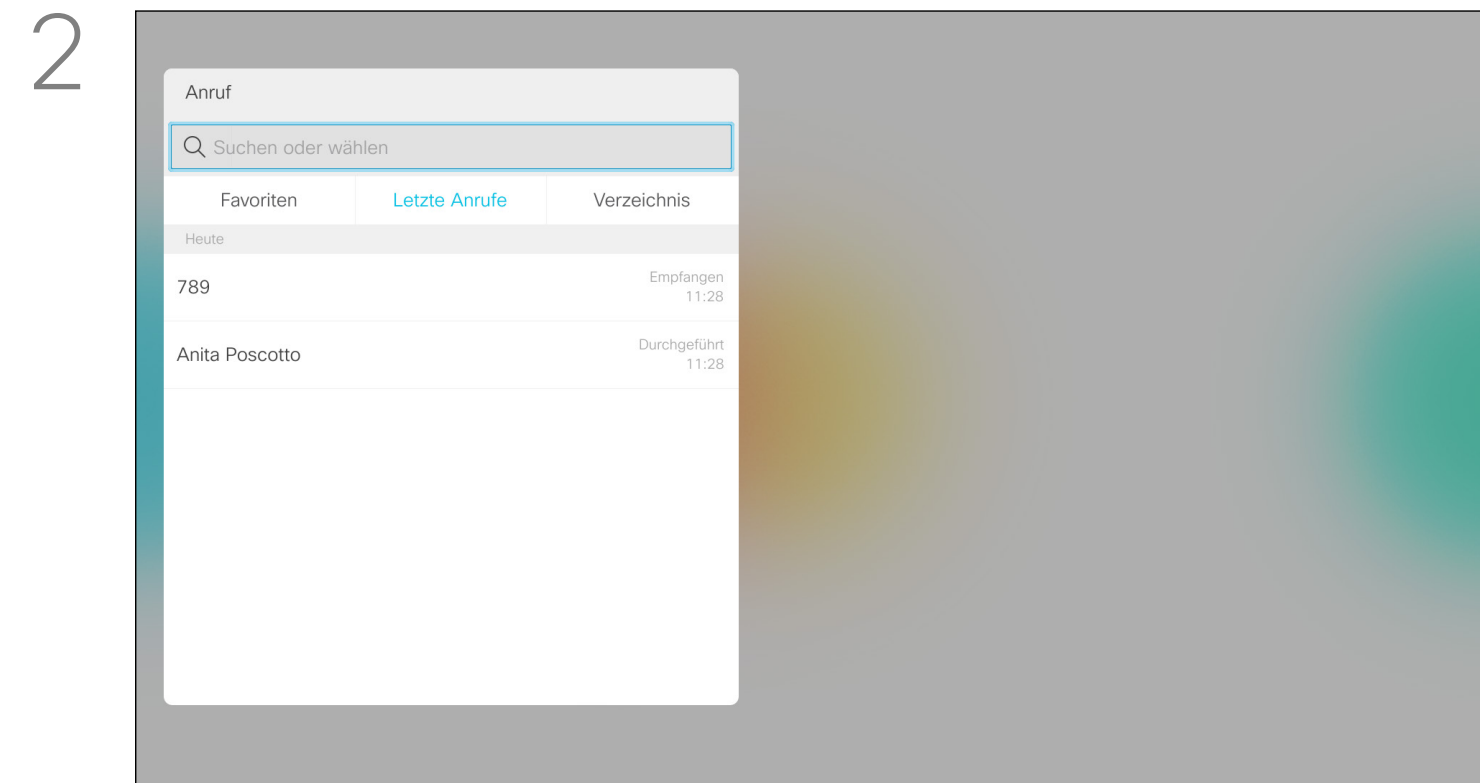 2
Anruf
Suchen oder wählen
Favoriten Letzte Anrufe Verzeichnis
Heute
789 Empfangen
11:28
Anita Poscotto Durchgeführt
11:28